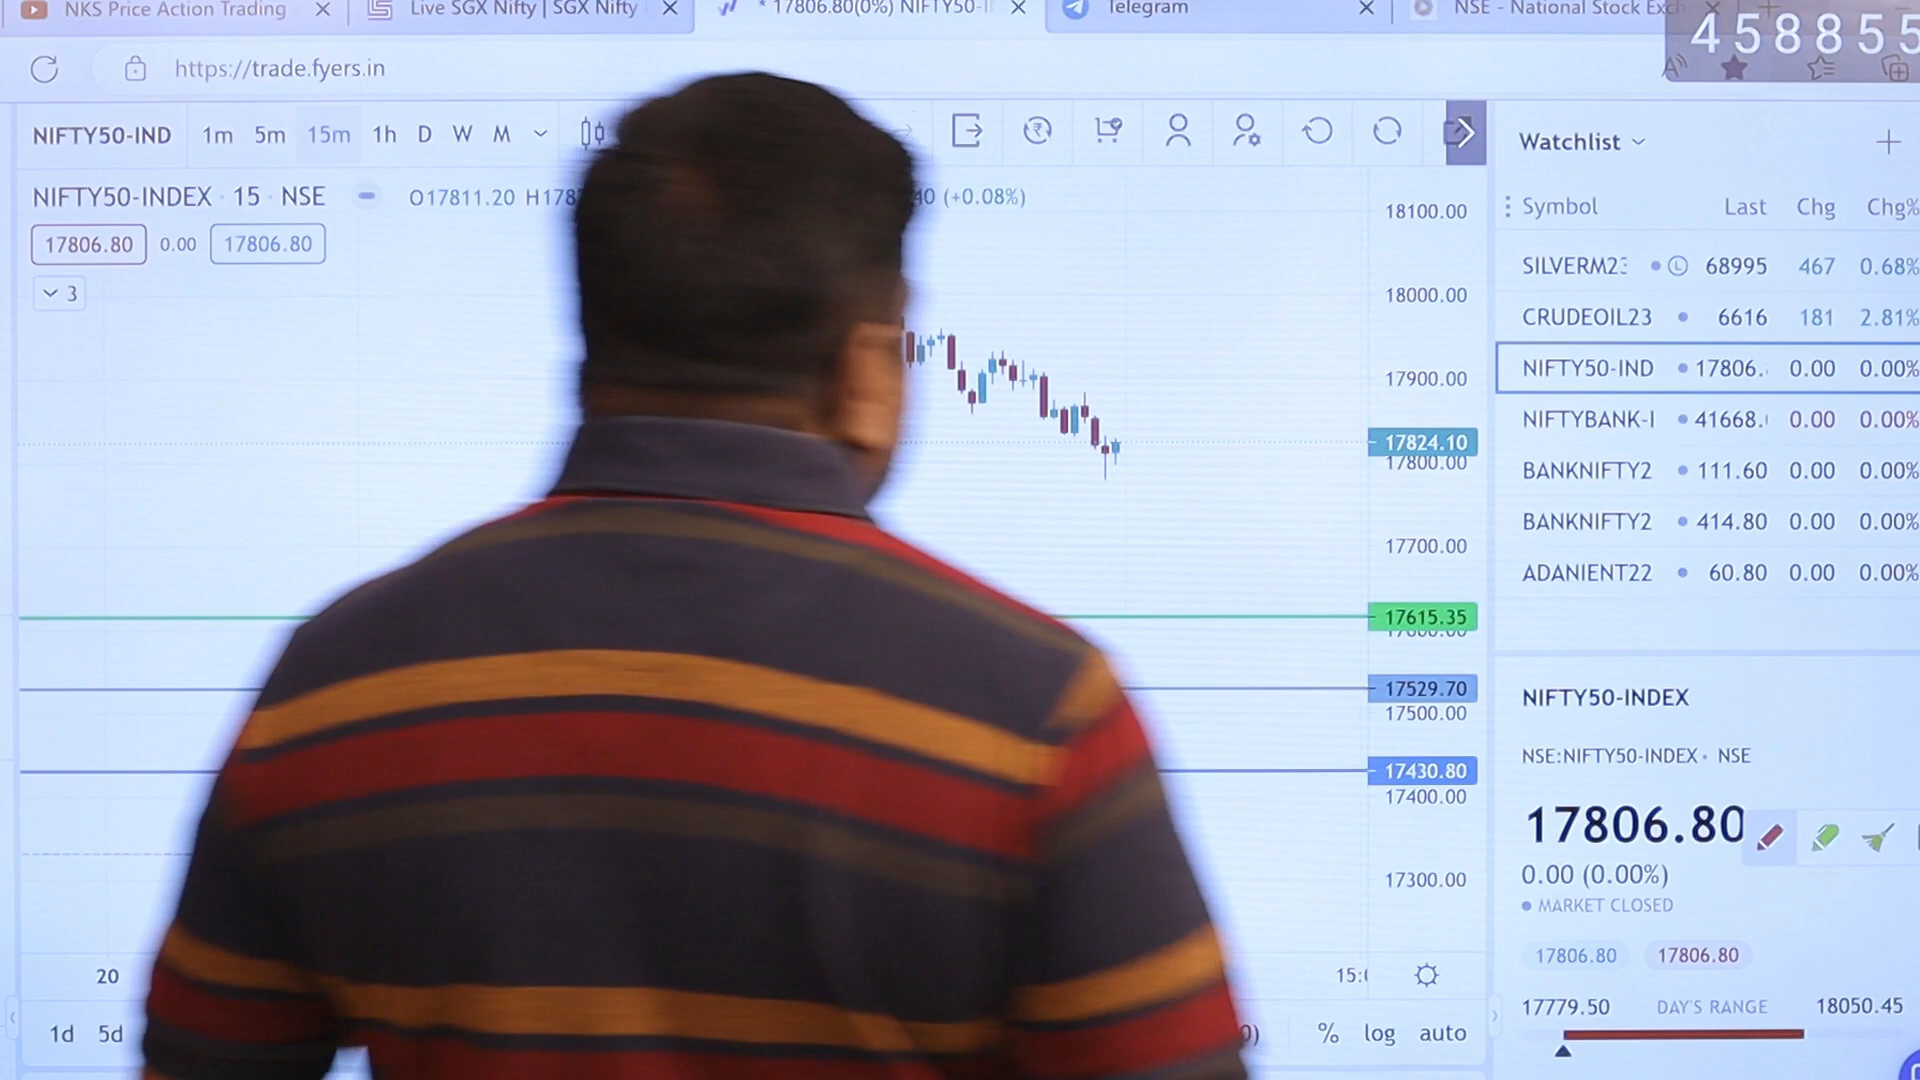 NKS Price Action Trading
Live SGX Nifty | SGX Nifty
* 17806.80(0%) NIFTY50-I
Telegram
NSE - National Stock Exch
458855
https://trade.fyers.in
NIFTY50-IND 1m 5m 15m 1h D W M
NIFTY50-INDEX · 15 · NSE O17811.20 H178 40 (+0.08%)
17806.80 0.00 17806.80
3
18100.00
18000.00
17900.00
17824.10
17800.00
17700.00
17615.35
17600.00
17529.70
17500.00
17430.80
17400.00
17300.00
20 15:
1d 5d % log auto
Watchlist
Symbol Last Chg Chg%
SILVERM23 L 68995 467 0.68%
CRUDEOIL23 6616 181 2.81%
NIFTY50-IND 17806. 0.00 0.00%
NIFTYBANK-I 41668. 0.00 0.00%
BANKNIFTY2 111.60 0.00 0.00%
BANKNIFTY2 414.80 0.00 0.00%
ADANIENT22 60.80 0.00 0.00%
NIFTY50-INDEX
NSE:NIFTY50-INDEX · NSE
17806.80
0.00 (0.00%)
MARKET CLOSED
17806.80 17806.80
17779.50 DAY'S RANGE 18050.45